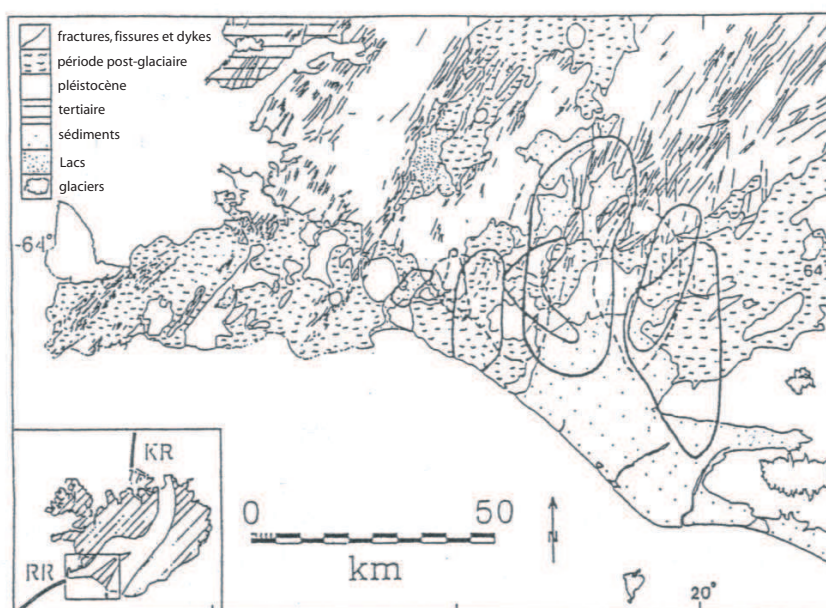 fractures, fissures et dykes
période post-glaciaire
pléistocène
tertiaire
sédiments
Lacs
glaciers
-64°
64°
KR
RR
0 50
km
N
20°